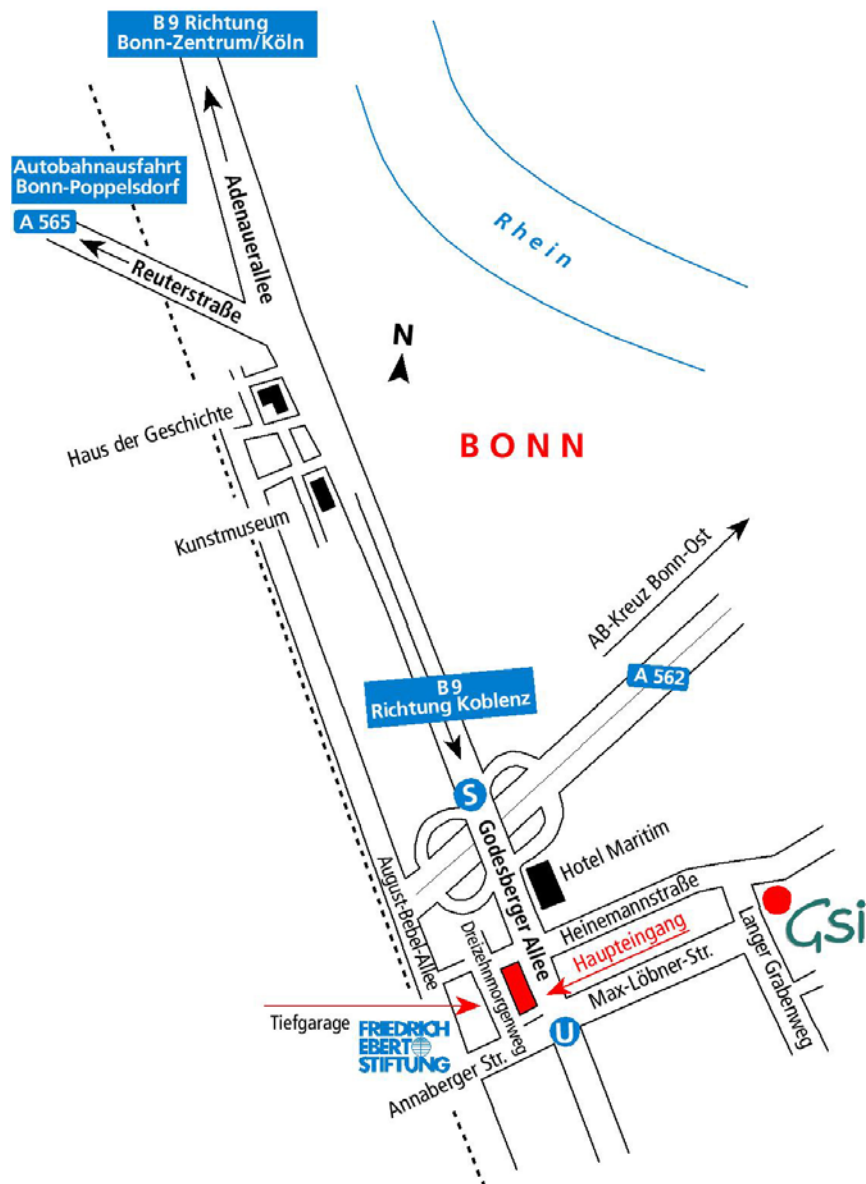 B 9 Richtung
Bonn-Zentrum/Köln
Autobahnausfahrt
Bonn-Poppelsdorf
A 565
Adenauerallee
Reuterstraße
Rhein
N
Haus der Geschichte
BONN
Kunstmuseum
AB-Kreuz Bonn-Ost
A 562
B 9
Richtung Koblenz
S
Godesberger Allee
Hotel Maritim
August-Bebel-Allee
Heinemannstraße
Gsi
Dreizehnmorgenweg
Haupteingang
Langer Grabenweg
Max-Löbner-Str.
Tiefgarage
FRIEDRICH
EBERT
STIFTUNG
U
Annaberger Str.